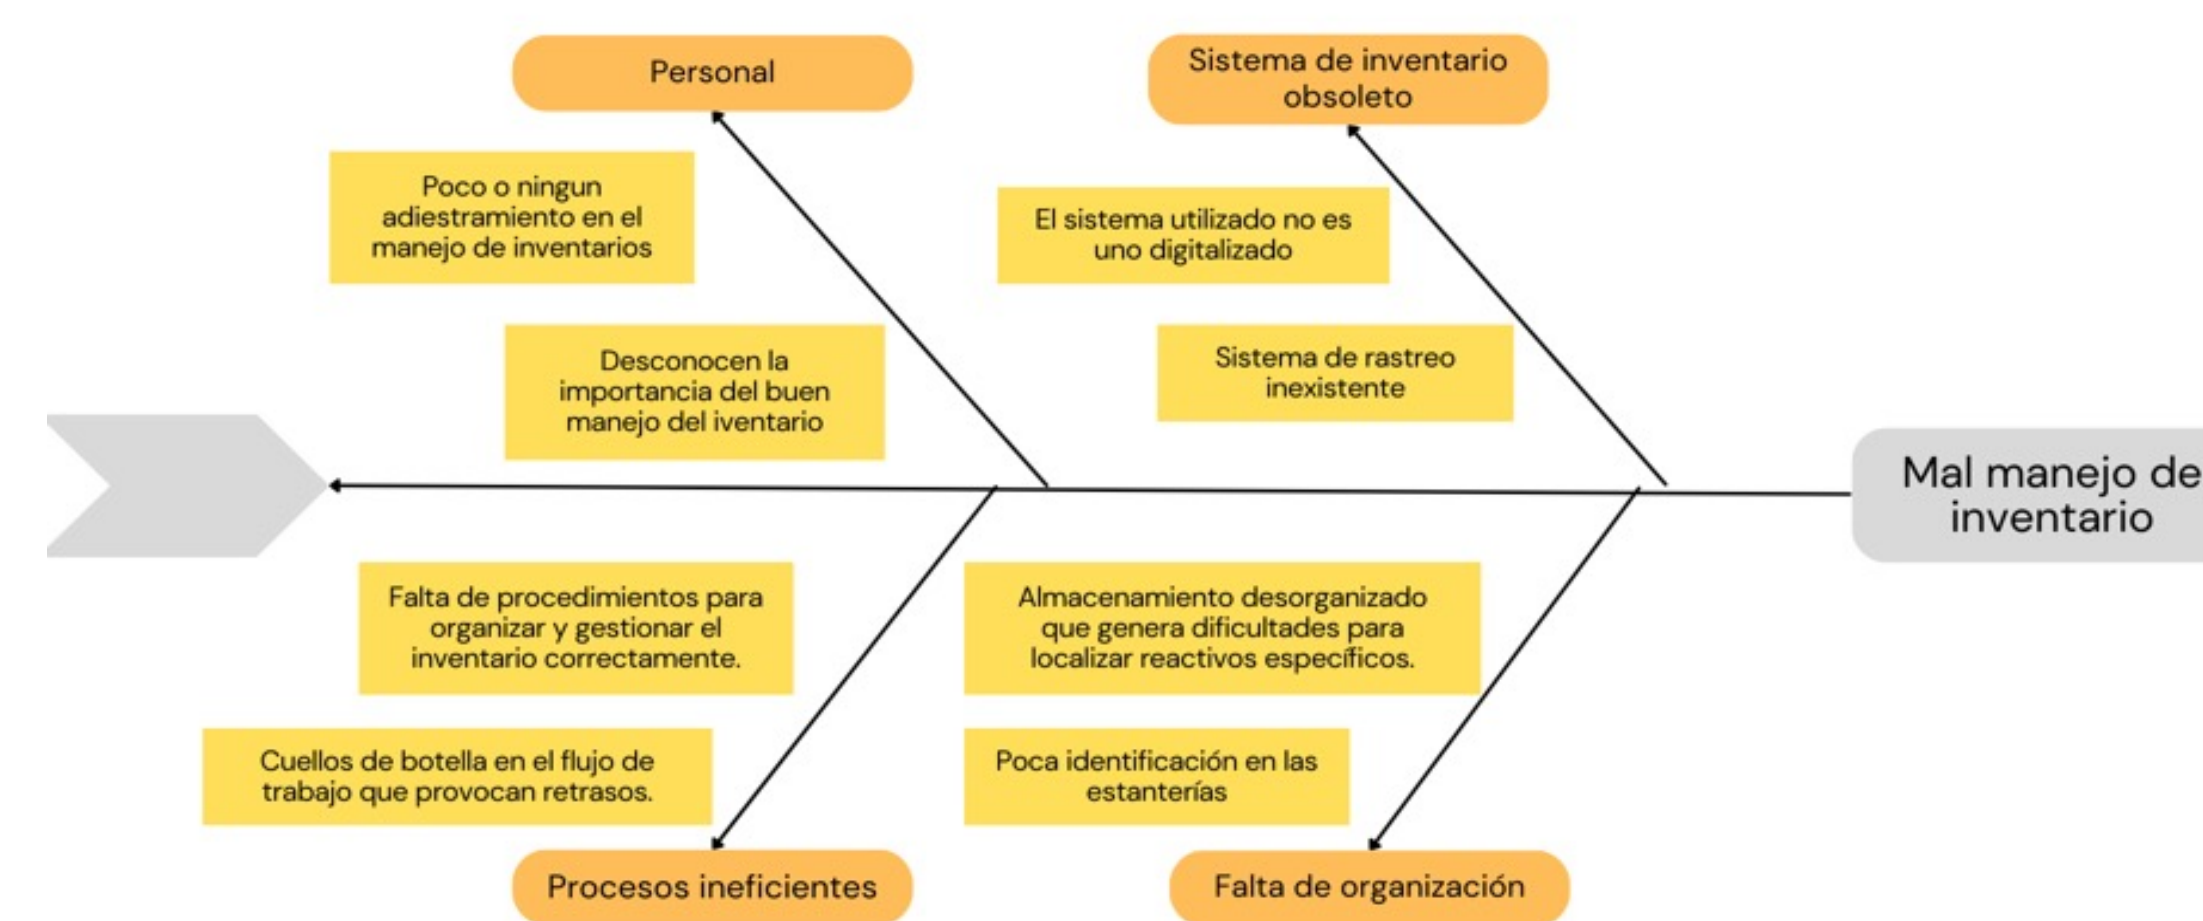 Personal
Sistema de inventario
obsoleto
Poco o ningun
adiestramiento en el
manejo de inventarios
El sistema utilizado no es
uno digitalizado
Desconocen la
importancia del buen
manejo del iventario
Sistema de rastreo
inexistente
Mal manejo de
inventario
Falta de procedimientos para
organizar y gestionar el
inventario correctamente.
Almacenamiento desorganizado
que genera dificultades para
localizar reactivos específicos.
Cuellos de botella en el flujo de
trabajo que provocan retrasos.
Poca identificación en las
estanterías
Procesos ineficientes
Falta de organización